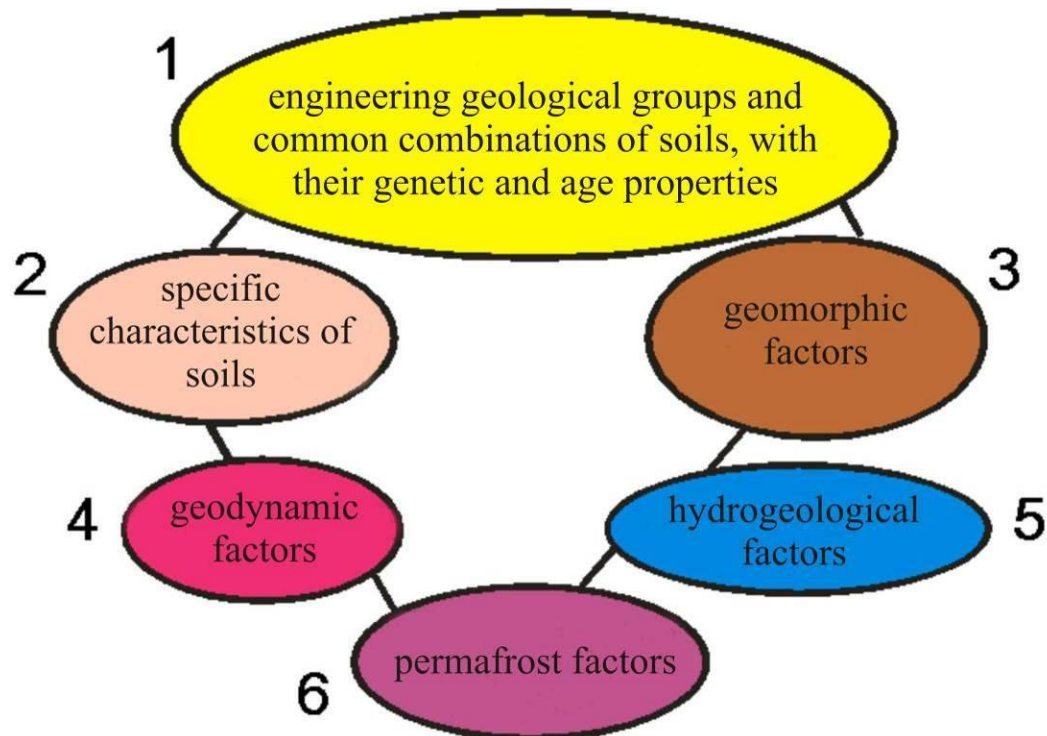 1
engineering geological groups and
common combinations of soils, with
their genetic and age properties
2
specific
characteristics of
soils
3
geomorphic
factors
4
geodynamic
factors
5
hydrogeological
factors
6
permafrost factors